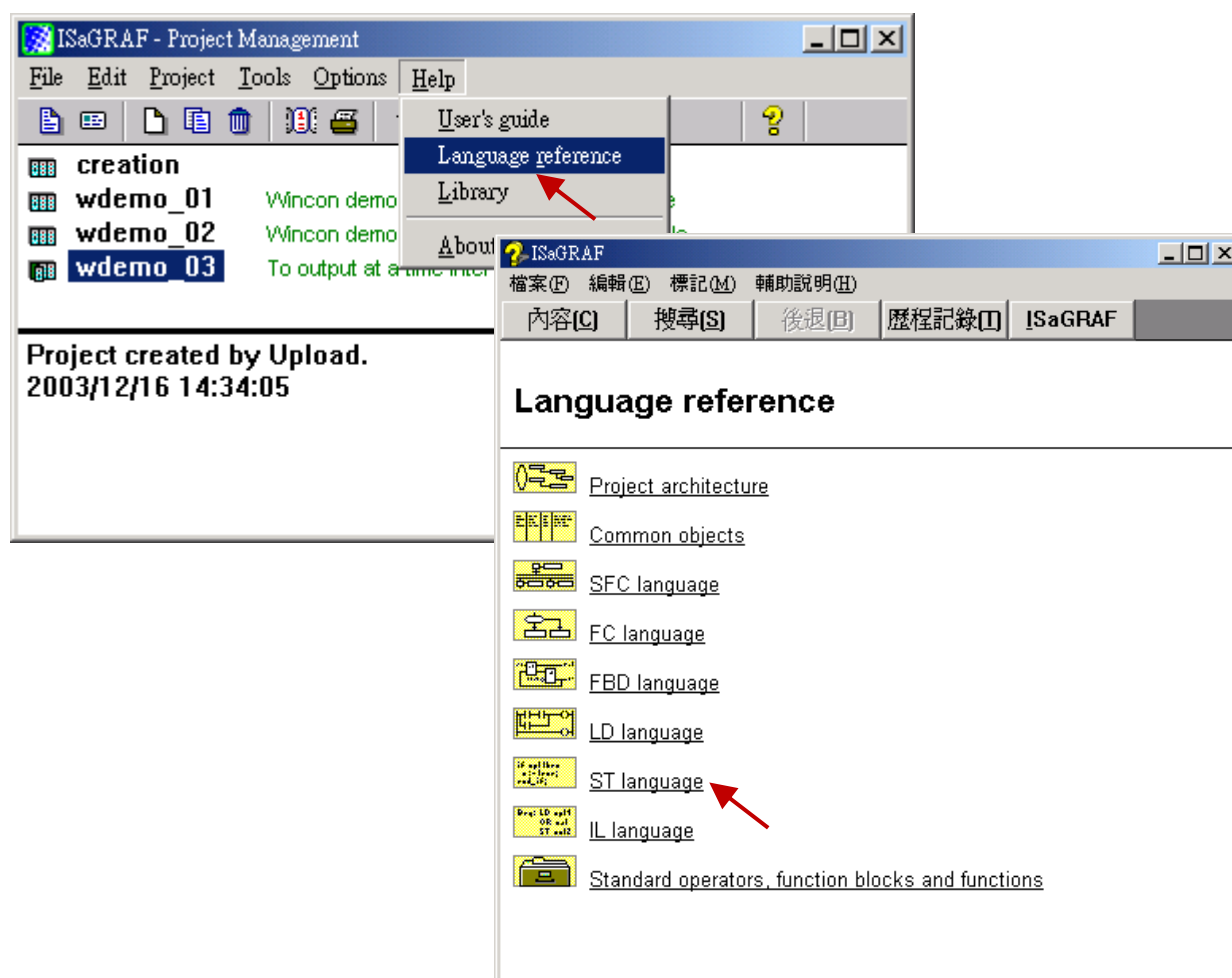 ISaGRAF - Project Management
File Edit Project Tools Options Help
User's guide
Language reference
Library
About
creation
wdemo_01 Wincon demo
wdemo_02 Wincon demo
wdemo_03 To output at a time inter
Project created by Upload.
2003/12/16 14:34:05
ISaGRAF
檔案(F) 編輯(E) 標記(M) 輔助說明(H)
內容(C) 搜尋(S) 後退(B) 歷程記錄(T) ISaGRAF
Language reference
Project architecture
Common objects
SFC language
FC language
FBD language
LD language
ST language
IL language
Standard operators, function blocks and functions